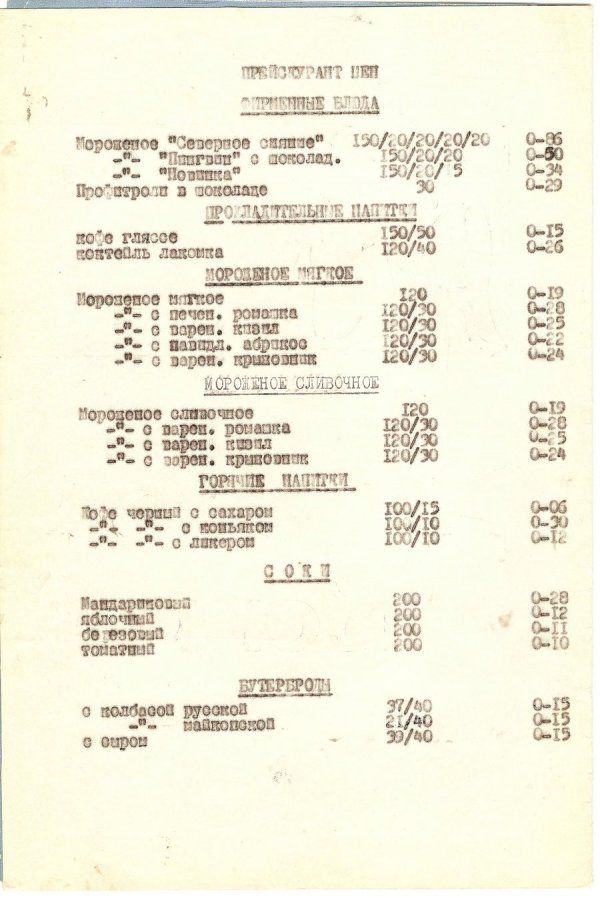 ПРЕЙСКУРАНТ ЦЕН
ФИРМЕННЫЕ БЛЮДА
Мороженое "Северное сияние" 150/20/20/20/20 0-86
-"- "Пингвин" с шоколад. 150/20/20 0-50
-"- "Новинка" 150/20/ 5 0-34
Профитроли в шоколаде 30 0-29
ПРОХЛАДИТЕЛЬНЫЕ НАПИТКИ
кофе гляссе 150/50 0-15
коктейль лакомка 120/40 0-26
МОРОЖЕНОЕ МЯГКОЕ
Мороженое мягкое 120 0-19
-"- с печен. ромашка 120/30 0-28
-"- с варен. кизил 120/30 0-25
-"- с павидл. абрикос 120/30 0-22
-"- с варен. крыжовник 120/30 0-24
МОРОЖЕНОЕ СЛИВОЧНОЕ
Мороженое сливочное 120 0-19
-"- с варен. ромашка 120/30 0-28
-"- с варен. кизил 120/30 0-25
-"- с варен. крыжовник 120/30 0-24
ГОРЯЧИЕ НАПИТКИ
Кофе черный с сахаром 100/15 0-06
-"- -"- с коньяком 100/10 0-30
-"- -"- с ликером 100/10 0-12
С О К И
Мандариновый 200 0-28
яблочный 200 0-12
березовый 200 0-11
томатный 200 0-10
БУТЕРБРОДЫ
с колбасой русской 37/40 0-15
-"- майкопской 21/40 0-15
с сыром 39/40 0-15